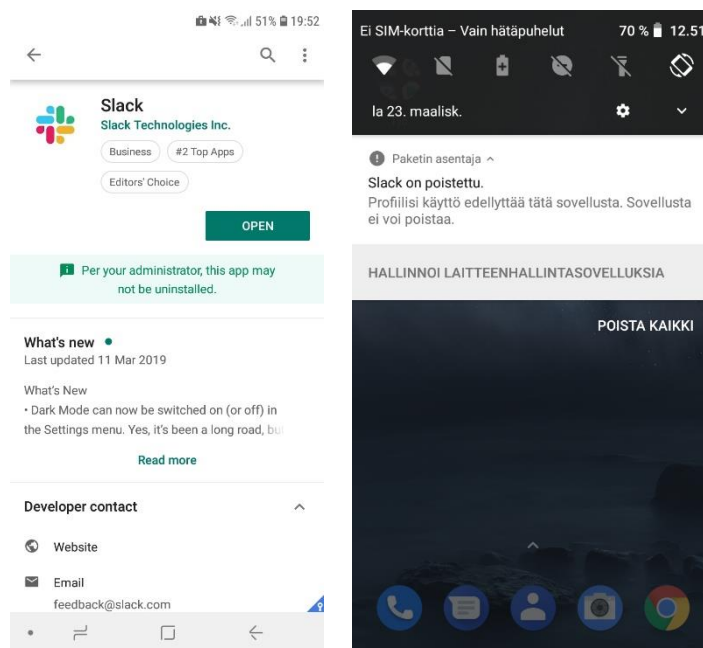 51% 19:52
Slack
Slack Technologies Inc.
Business
#2 Top Apps
Editors' Choice
OPEN
Per your administrator, this app may
not be uninstalled.
What's new
Last updated 11 Mar 2019
What's New
• Dark Mode can now be switched on (or off) in
the Settings menu. Yes, it's been a long road, bu
Read more
Developer contact
Website
Email
feedback@slack.com
Ei SIM-korttia – Vain hätäpuhelut 70 % 12.51
la 23. maalisk.
Paketin asentaja
Slack on poistettu.
Profiilisi käyttö edellyttää tätä sovellusta. Sovellusta
ei voi poistaa.
HALLINNOI LAITTEENHALLINTASOVELLUKSIA
POISTA KAIKKI